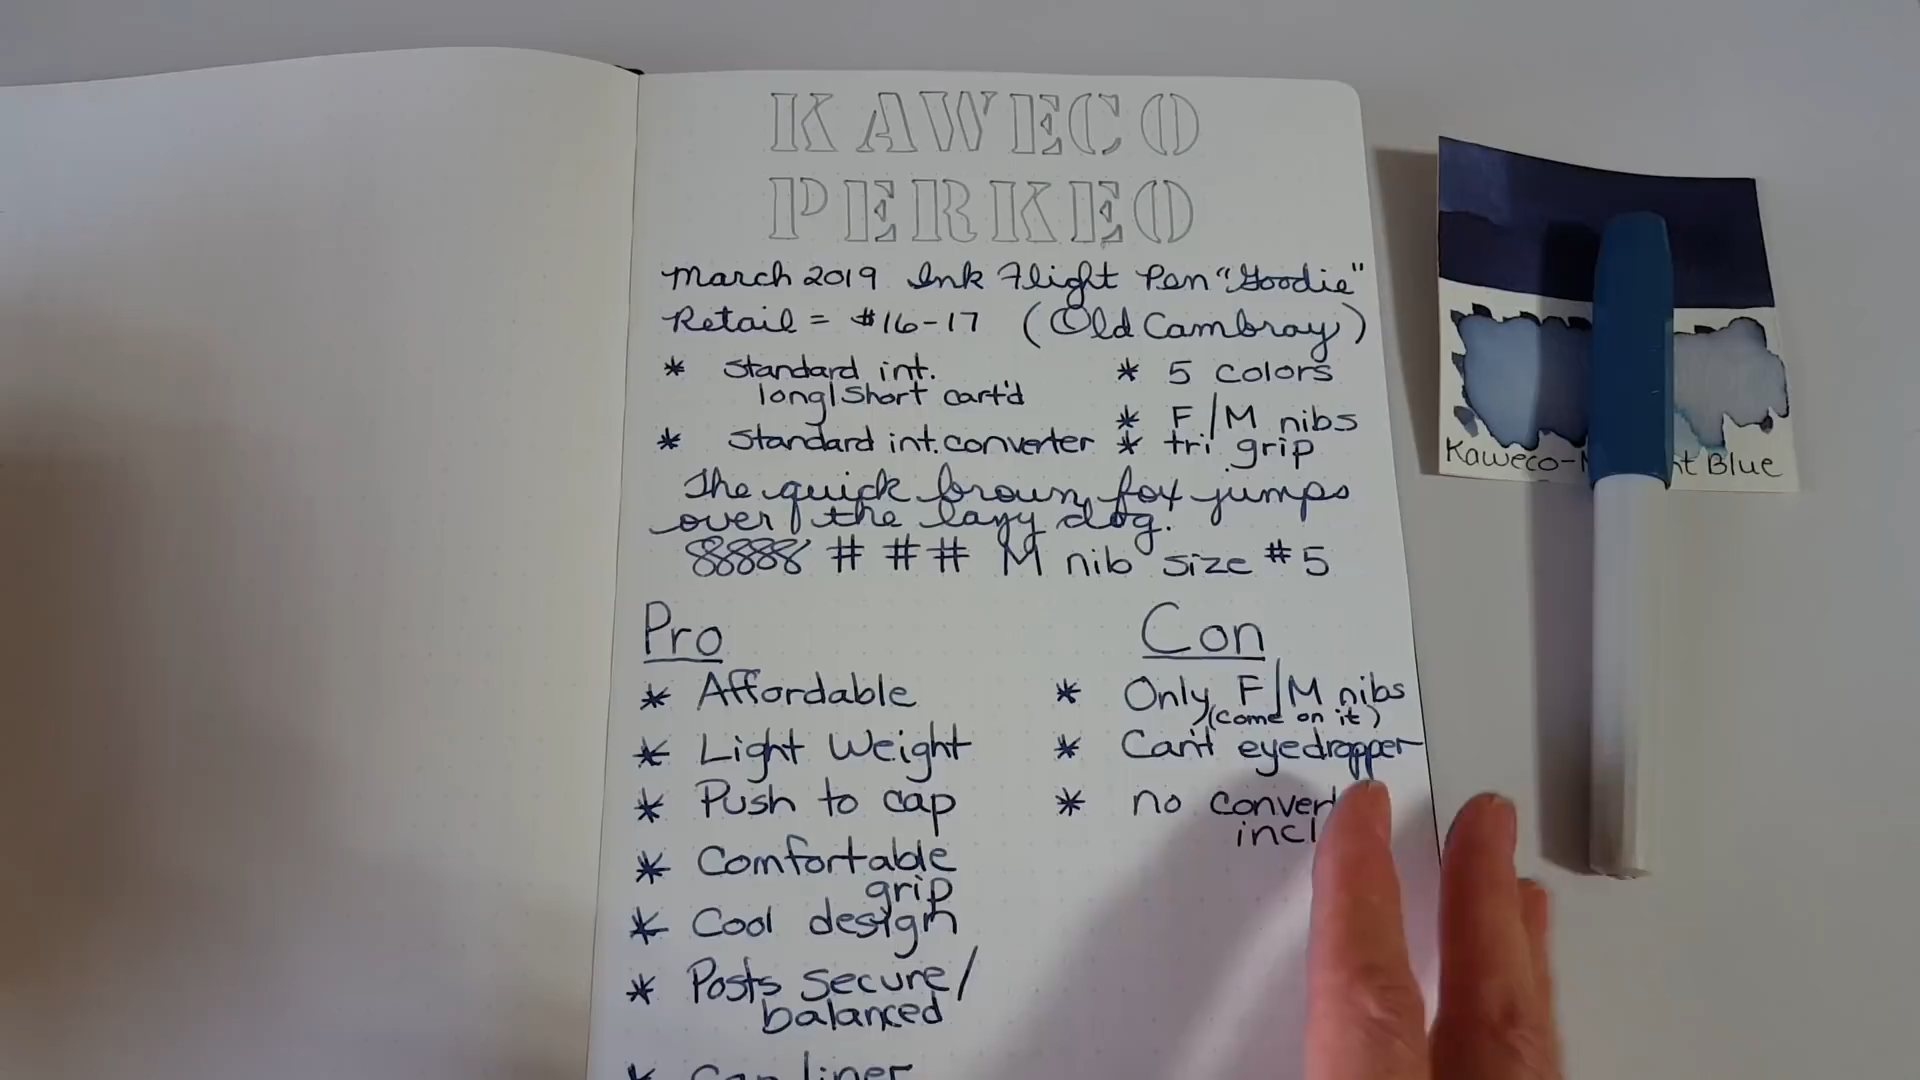 KAWECO
PERKEO
March 2019 Ink Flight Pen "Goodie"
Retail = $16-17 (Old Cambray)
* Standard int.
long/short cart'd
* Standard int. converter
* 5 colors
* F/M nibs
* tri grip
The quick brown fox jumps
over the lazy dog.
88888 # # # M nib size #5
Pro
* Affordable
* Light Weight
* Push to cap
* Comfortable
grip
* Cool design
* Posts secure/
balanced
* Cap liner
Con
* Only F/M nibs
(come on it)
* Can't eyedropper
* no
Kaweco- Blue